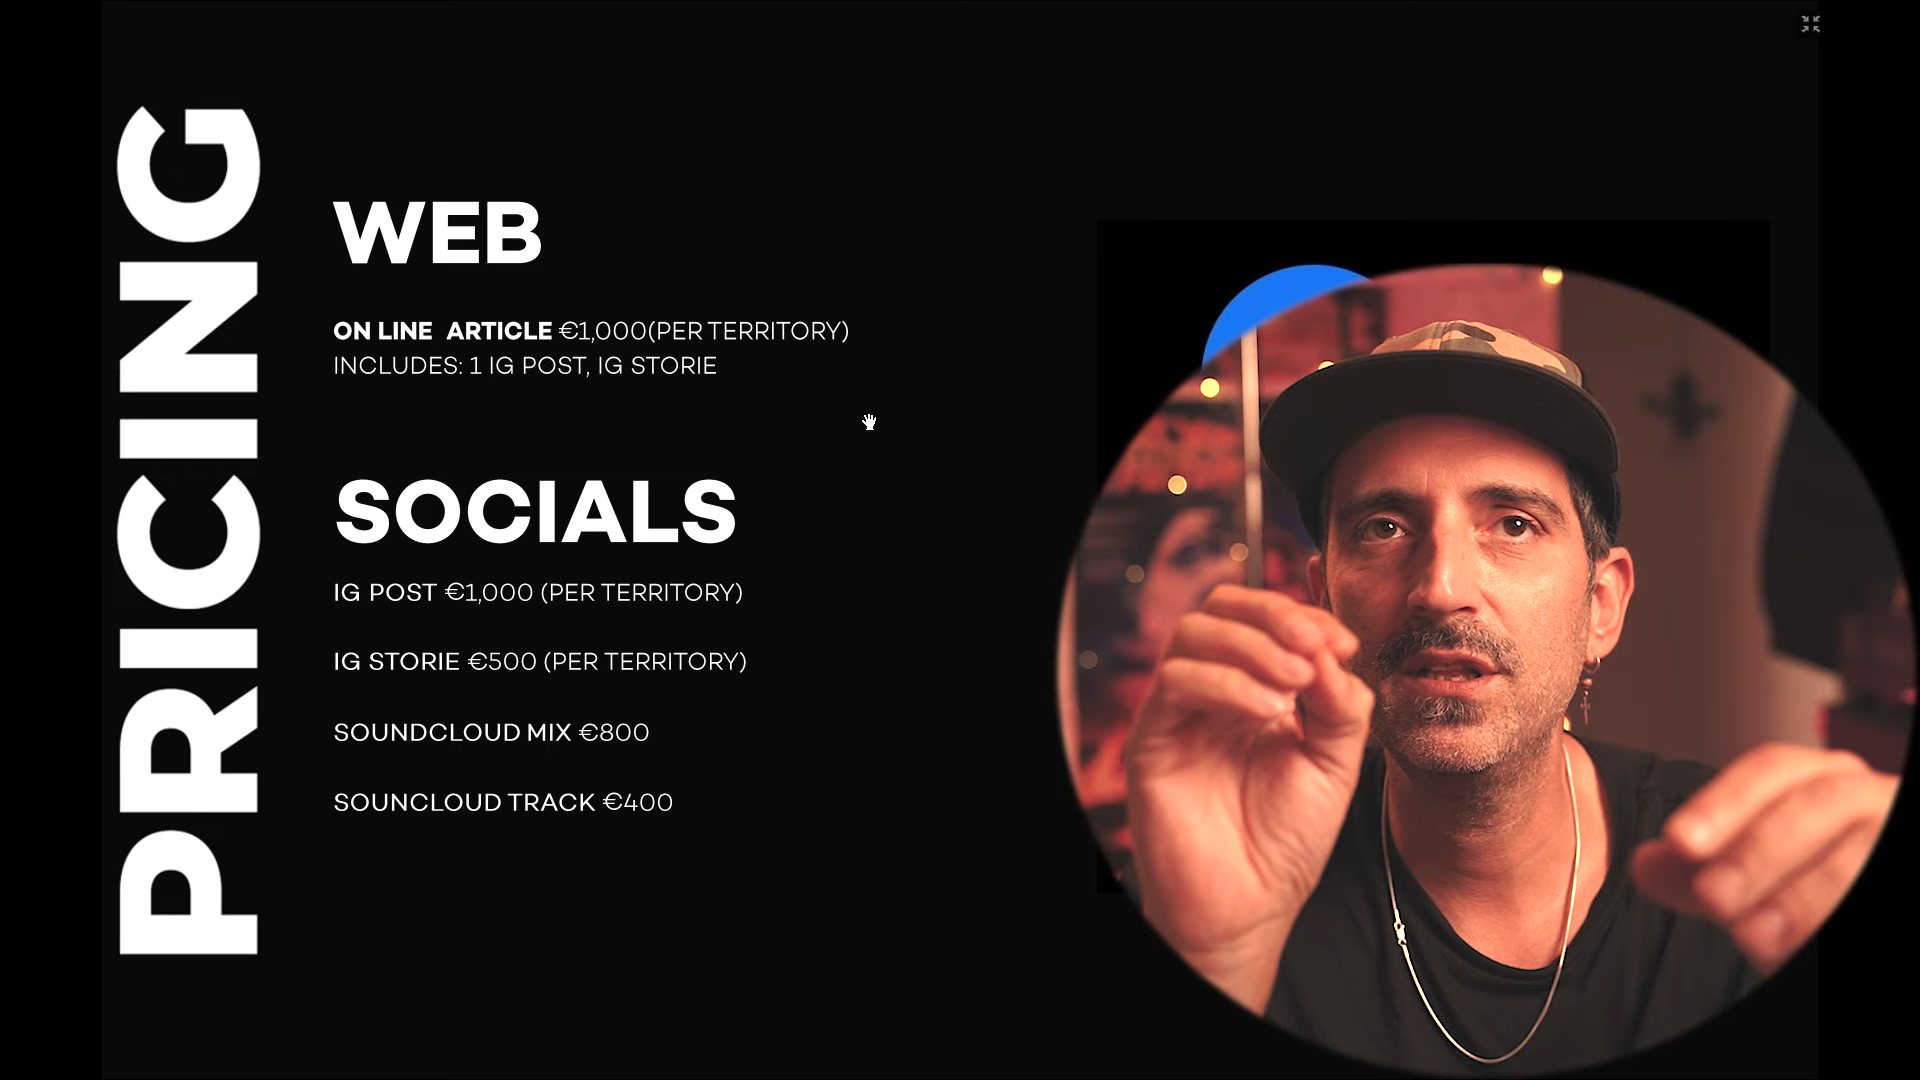 PRICING
WEB
ON LINE ARTICLE €1,000(PER TERRITORY)
INCLUDES: 1 IG POST, IG STORIE
SOCIALS
IG POST €1,000 (PER TERRITORY)
IG STORIE €500 (PER TERRITORY)
SOUNDCLOUD MIX €800
SOUNCLOUD TRACK €400